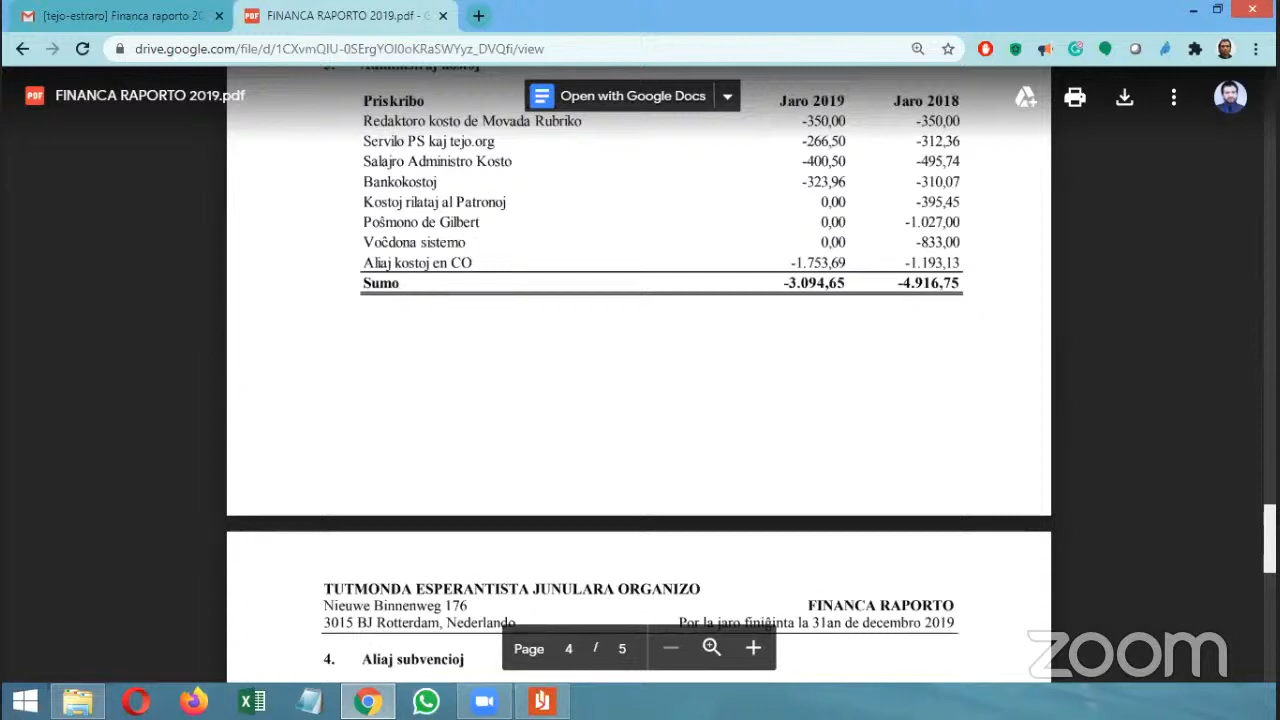 [tejo-estraro] Financa raporto 20
FINANCA RAPORTO 2019.pdf - G
drive.google.com/file/d/1CXvmQIU-0SErgYOl0oKRaSWYyz_DVQfi/view
FINANCA RAPORTO 2019.pdf
Open with Google Docs
Priskribo Jaro 2019 Jaro 2018
Redaktoro kosto de Movada Rubriko -350,00 -350,00
Servilo PS kaj tejo.org -266,50 -312,36
Salajro Administro Kosto -400,50 -495,74
Bankokostoj -323,96 -310,07
Kostoj rilataj al Patronoj 0,00 -395,45
Poŝmono de Gilbert 0,00 -1.027,00
Voĉdona sistemo 0,00 -833,00
Aliaj kostoj en CO -1.753,69 -1.193,13
Sumo -3.094,65 -4.916,75
TUTMONDA ESPERANTISTA JUNULARA ORGANIZO
Nieuwe Binnenweg 176 FINANCA RAPORTO
3015 BJ Rotterdam, Nederlando Por la jaro finiĝinta la 31an de decembro 2019
4. Aliaj subvencioj
Page 4 / 5
zoom